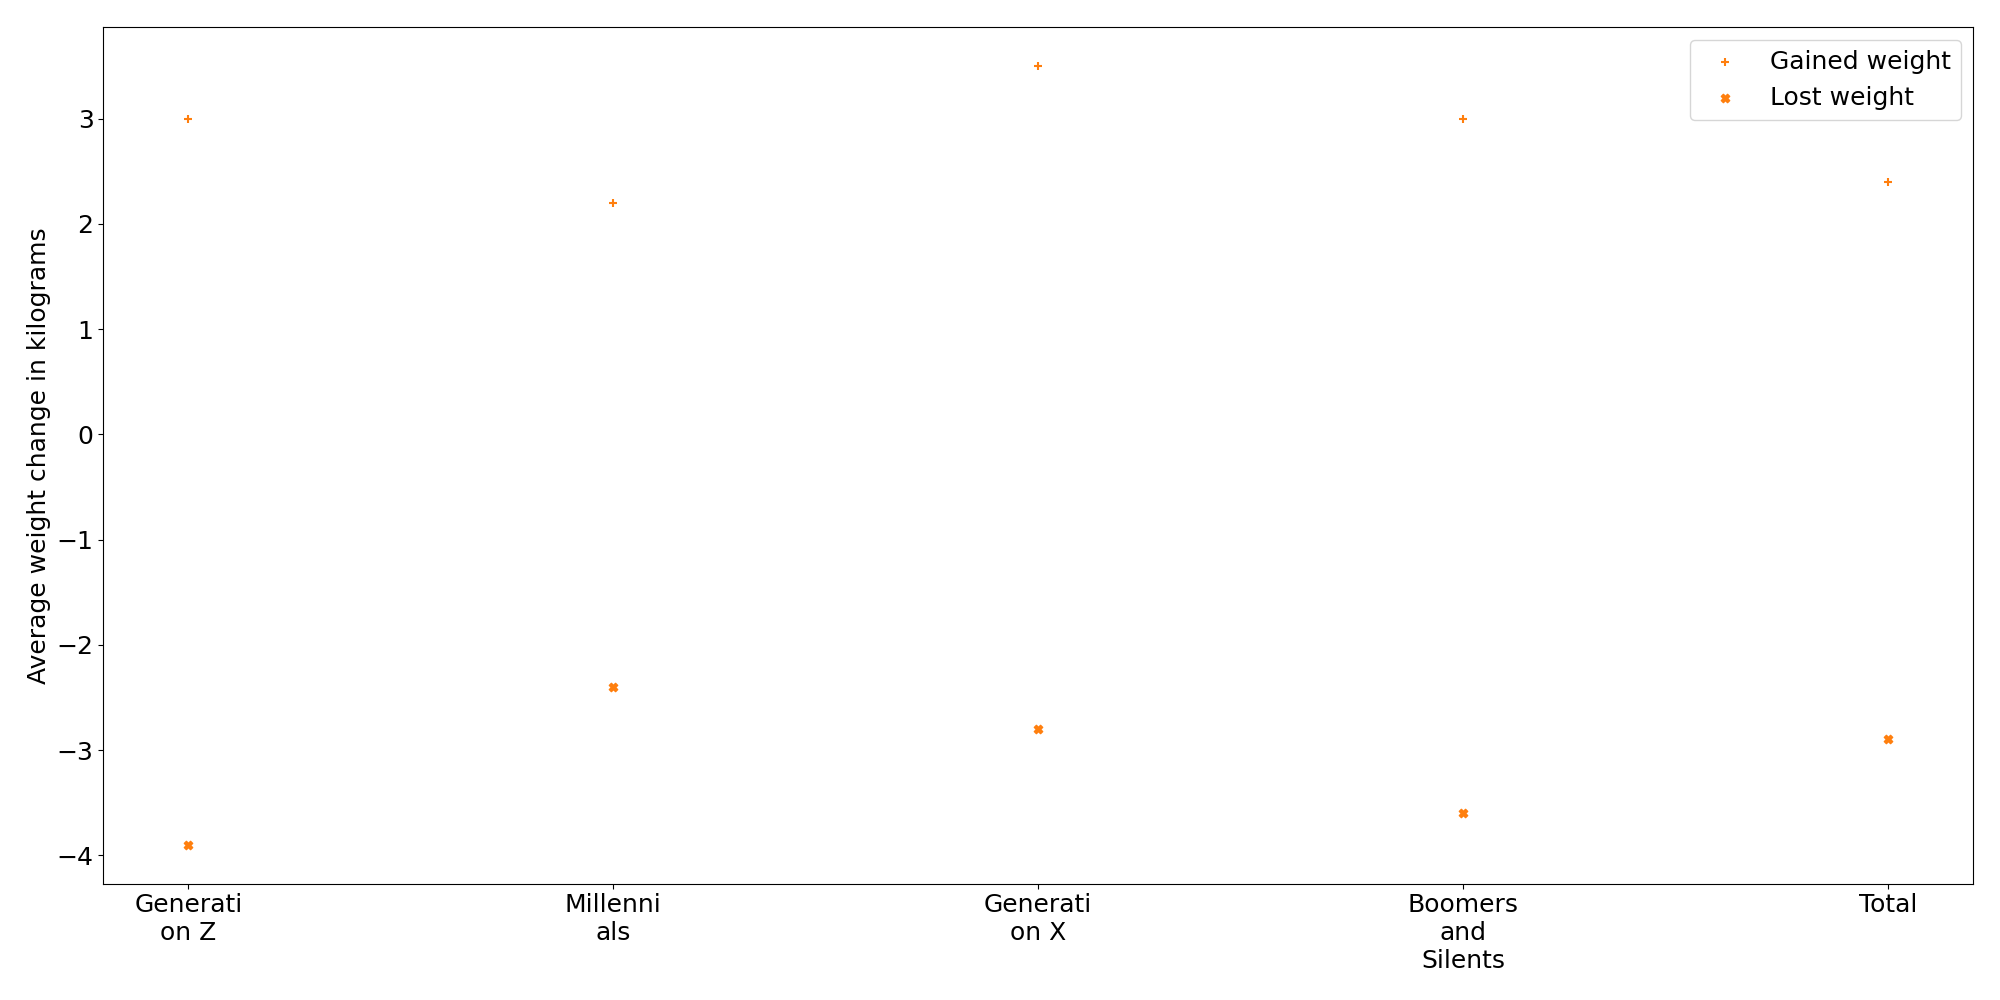 Gained weight
Lost weight
Average weight change in kilograms
3
2
1
0
−1
−2
−3
−4
Generati
on Z
Millenni
als
Generati
on X
Boomers
and
Silents
Total